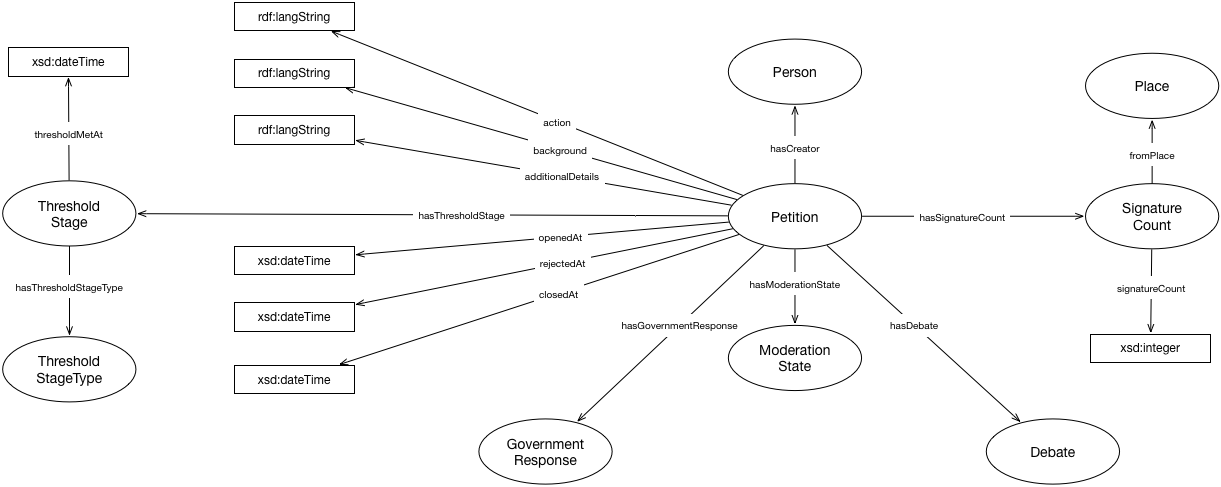 rdf:langString
xsd:dateTime
rdf:langString
Person
Place
rdf:langString
action
thresholdMetAt
background
hasCreator
fromPlace
additionalDetails
Threshold
Stage
hasThresholdStage
Petition
hasSignatureCount
Signature
Count
openedAt
xsd:dateTime
rejectedAt
hasThresholdStageType
hasModerationState
signatureCount
closedAt
xsd:dateTime
hasGovernmentResponse
hasDebate
Threshold
StageType
Moderation
State
xsd:integer
xsd:dateTime
Government
Response
Debate